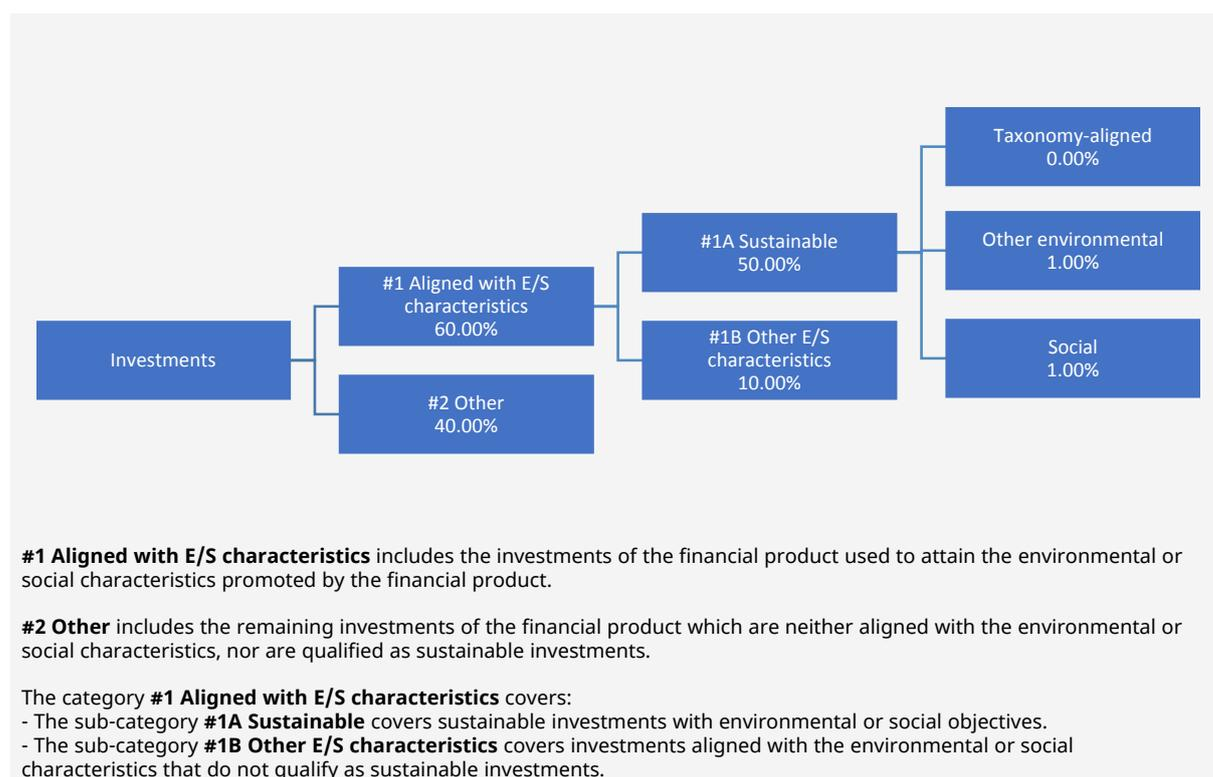 Taxonomy-aligned
0.00%
#1A Sustainable
50.00%
Other environmental
1.00%
#1 Aligned with E/S
characteristics
60.00%
Investments
#1B Other E/S
characteristics
10.00%
Social
1.00%
#2 Other
40.00%
#1 Aligned with E/S characteristics includes the investments of the financial product used to attain the environmental or
social characteristics promoted by the financial product.
#2 Other includes the remaining investments of the financial product which are neither aligned with the environmental or
social characteristics, nor are qualified as sustainable investments.
The category #1 Aligned with E/S characteristics covers:
- The sub-category #1A Sustainable covers sustainable investments with environmental or social objectives.
- The sub-category #1B Other E/S characteristics covers investments aligned with the environmental or social
characteristics that do not qualify as sustainable investments.